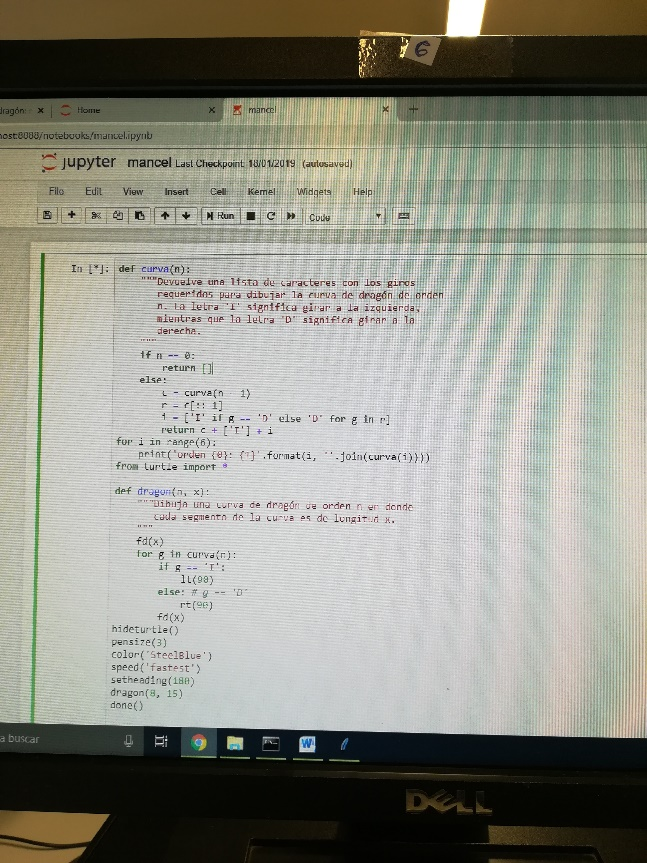 6
dragón: × Home × mancel ×
host:8888/notebooks/mancel.ipynb
jupyter mancel Last Checkpoint: 18/01/2019 (autosaved)
File Edit View Insert Cell Kernel Widgets Help
Run Code
In [*]: def curva(n):
"""Devuelve una lista de caracteres con los giros
requeridos para dibujar la curva de dragón de orden
n. La letra 'I' significa girar a la izquierda,
mientras que la letra 'D' significa girar a la
derecha.
"""
if n == 0:
return []
else:
c = curva(n - 1)
r = c[::-1]
i = ['I' if g == 'D' else 'D' for g in r]
return c + ['I'] + i
for i in range(6):
print('orden {0}: {1}'.format(i, ''.join(curva(i))))
from turtle import *
def dragon(n, x):
"""Dibuja una curva de dragón de orden n en donde
cada segmento de la curva es de longitud x.
"""
fd(x)
for g in curva(n):
if g == 'I':
lt(90)
else: # g == 'D'
rt(90)
fd(x)
hideturtle()
pensize(3)
color('SteelBlue')
speed('fastest')
setheading(180)
dragon(8, 15)
done()
a buscar
DELL